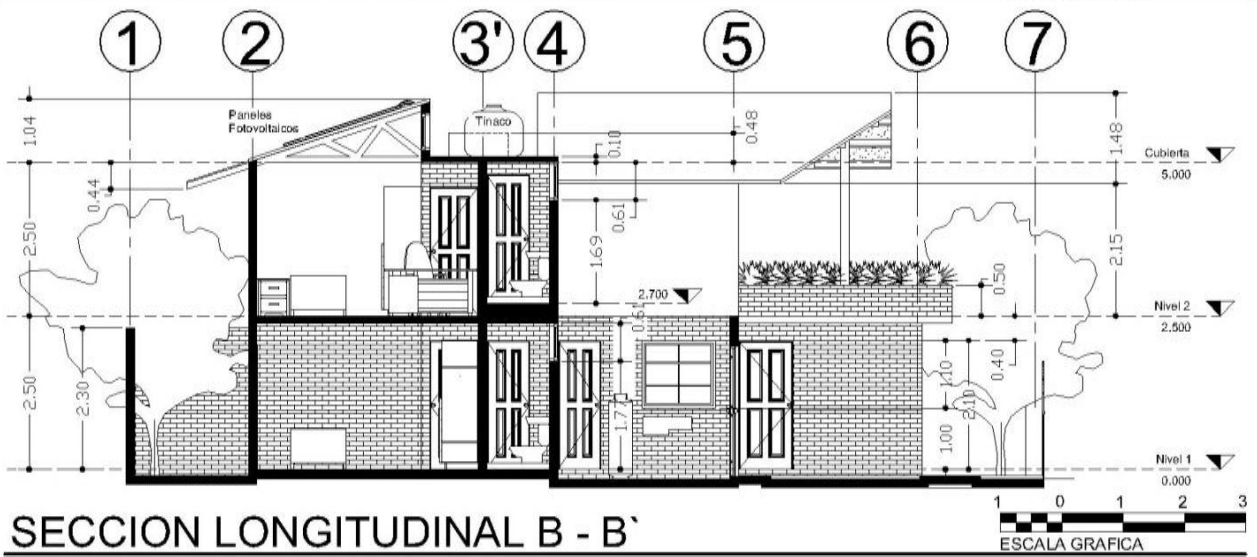 1 2 3' 4 5 6 7
Paneles
Fotovoltaicos
Tinaco
1.04
0.44
2.50
2.50
2.30
0.10
0.48
0.61
1.69
2.700
0.61
1.77
1.48
2.15
0.50
0.40
1.10
2.10
1.00
Cubierta
5.000
Nivel 2
2.500
Nivel 1
0.000
SECCION LONGITUDINAL B - B`
1 0 1 2 3
ESCALA GRAFICA